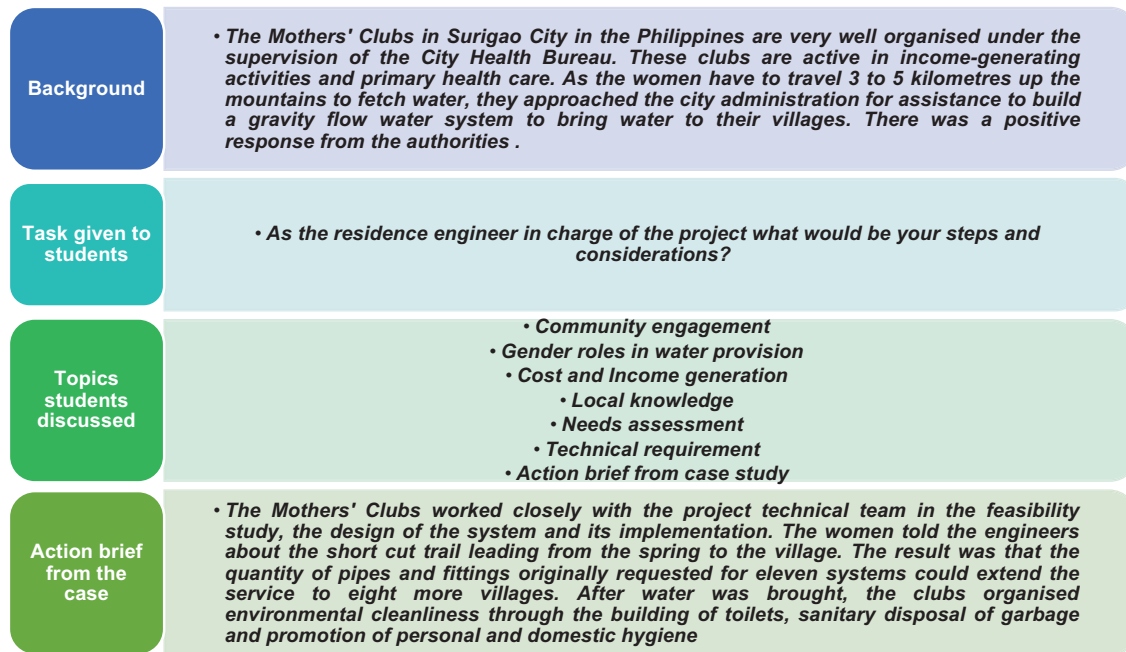 Background
• The Mothers' Clubs in Surigao City in the Philippines are very well organised under the
supervision of the City Health Bureau. These clubs are active in income-generating
activities and primary health care. As the women have to travel 3 to 5 kilometres up the
mountains to fetch water, they approached the city administration for assistance to build
a gravity flow water system to bring water to their villages. There was a positive
response from the authorities .
Task given to
students
• As the residence engineer in charge of the project what would be your steps and
considerations?
Topics
students
discussed
• Community engagement
• Gender roles in water provision
• Cost and Income generation
• Local knowledge
• Needs assessment
• Technical requirement
• Action brief from case study
Action brief
from the
case
• The Mothers' Clubs worked closely with the project technical team in the feasibility
study, the design of the system and its implementation. The women told the engineers
about the short cut trail leading from the spring to the village. The result was that the
quantity of pipes and fittings originally requested for eleven systems could extend the
service to eight more villages. After water was brought, the clubs organised
environmental cleanliness through the building of toilets, sanitary disposal of garbage
and promotion of personal and domestic hygiene